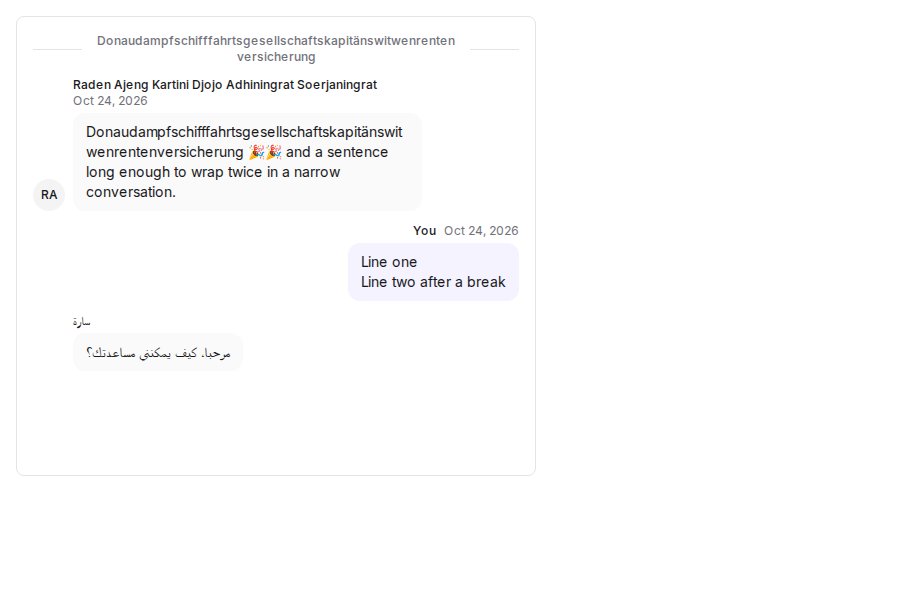 Donaudampfschifffahrtsgesellschaftskapitänswitwenrenten
versicherung
Raden Ajeng Kartini Djojo Adhiningrat Soerjaningrat
Oct 24, 2026
Donaudampfschifffahrtsgesellschaftskapitänswit
wenrentenversicherung 🎉🎉 and a sentence
long enough to wrap twice in a narrow
conversation.
RA
You Oct 24, 2026
Line one
Line two after a break
سارة
مرحبا، كيف يمكنني مساعدتك؟